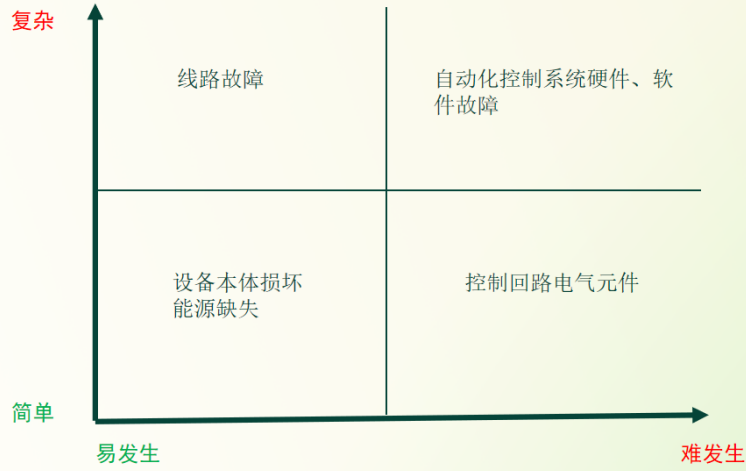 复杂
线路故障
自动化控制系统硬件、软
件故障
设备本体损坏
能源缺失
控制回路电气元件
简单
易发生
难发生